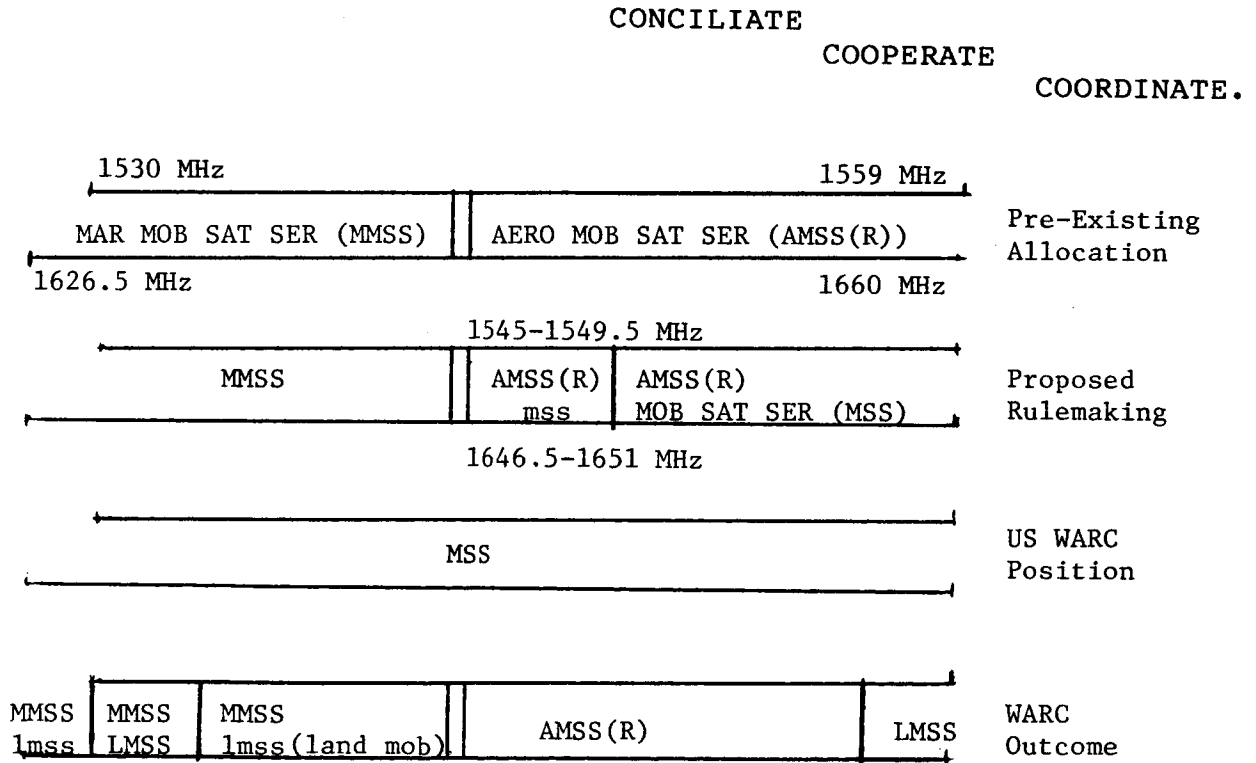 CONCILIATE
COOPERATE
COORDINATE.
1530 MHz
1559 MHz
MAR MOB SAT SER (MMSS)
AERO MOB SAT SER (AMSS(R))
Pre-Existing
Allocation
1626.5 MHz
1660 MHz
1545-1549.5 MHz
MMSS
AMSS(R)
mss
AMSS(R)
MOB SAT SER (MSS)
Proposed
Rulemaking
1646.5-1651 MHz
MSS
US WARC
Position
MMSS
lmss
MMSS
LMSS
MMSS
lmss(land mob)
AMSS(R)
LMSS
WARC
Outcome